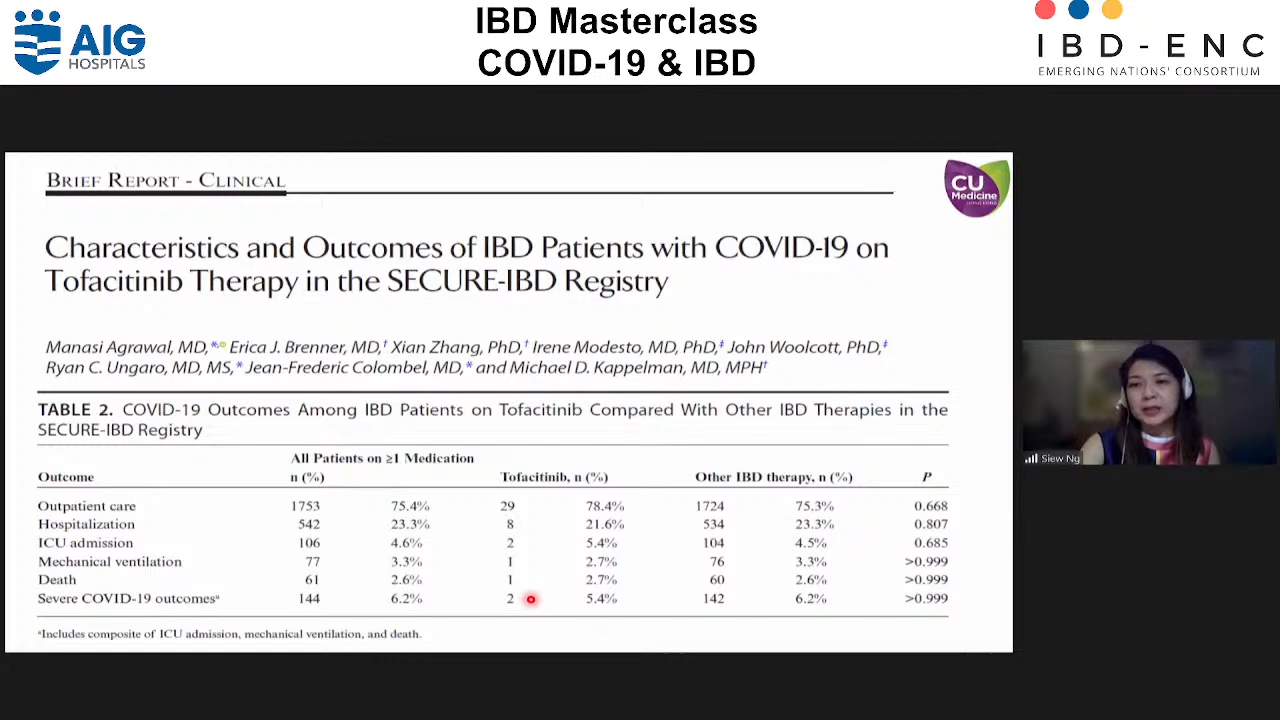 AIG
HOSPITALS
IBD Masterclass
COVID-19 & IBD
IBD-ENC
EMERGING NATIONS' CONSORTIUM
BRIEF REPORT - CLINICAL
CU
Medicine
HONG KONG
Characteristics and Outcomes of IBD Patients with COVID-19 on
Tofacitinib Therapy in the SECURE-IBD Registry
Manasi Agrawal, MD,*,® Erica J. Brenner, MD,† Xian Zhang, PhD,† Irene Modesto, MD, PhD,‡ John Woolcott, PhD,‡
Ryan C. Ungaro, MD, MS,* Jean-Frederic Colombel, MD,* and Michael D. Kappelman, MD, MPH†
TABLE 2. COVID-19 Outcomes Among IBD Patients on Tofacitinib Compared With Other IBD Therapies in the
SECURE-IBD Registry
All Patients on ≥1 Medication
Outcome n (%) Tofacitinib, n (%) Other IBD therapy, n (%) P
Outpatient care 1753 75.4% 29 78.4% 1724 75.3% 0.668
Hospitalization 542 23.3% 8 21.6% 534 23.3% 0.807
ICU admission 106 4.6% 2 5.4% 104 4.5% 0.685
Mechanical ventilation 77 3.3% 1 2.7% 76 3.3% >0.999
Death 61 2.6% 1 2.7% 60 2.6% >0.999
Severe COVID-19 outcomesª 144 6.2% 2 5.4% 142 6.2% >0.999
ªIncludes composite of ICU admission, mechanical ventilation, and death.
Siew Ng